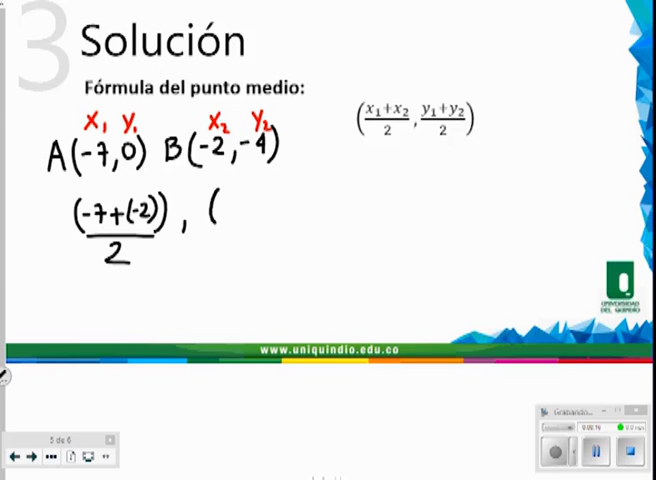 3 Solución
Fórmula del punto medio:
(x₁+x₂/2, y₁+y₂/2)
x₁ y₁ x₂ y₂
A(-7,0) B(-2,-4)
(-7+(-2))/2 , (
UNIVERSIDAD
DEL QUINDÍO
www.uniquindio.edu.co
Grabando...
5 de 6